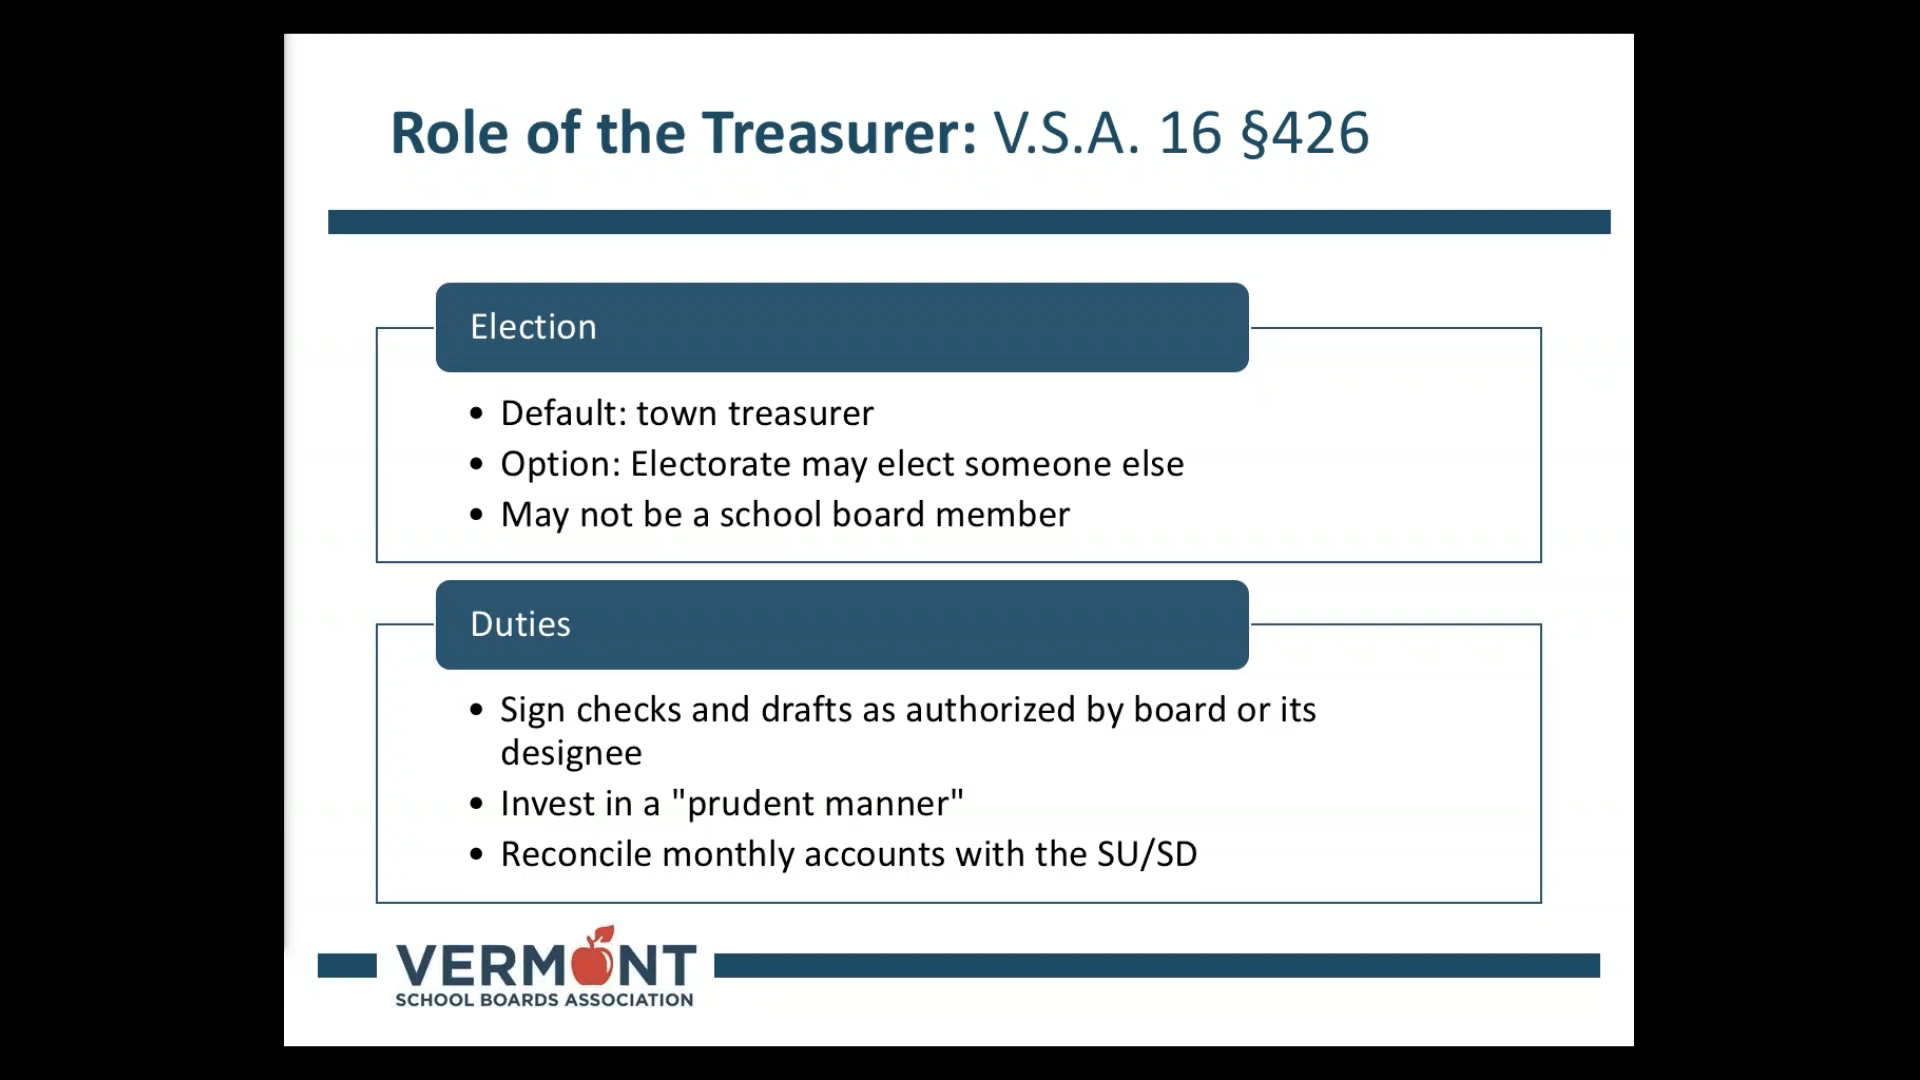 Role of the Treasurer: V.S.A. 16 §426
Election
• Default: town treasurer
• Option: Electorate may elect someone else
• May not be a school board member
Duties
• Sign checks and drafts as authorized by board or its
designee
• Invest in a "prudent manner"
• Reconcile monthly accounts with the SU/SD
VERMONT
SCHOOL BOARDS ASSOCIATION